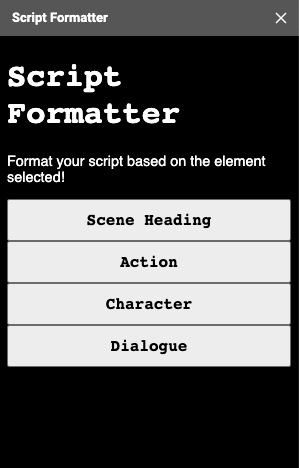 Script Formatter
Script
Formatter
Format your script based on the element
selected!
Scene Heading
Action
Character
Dialogue